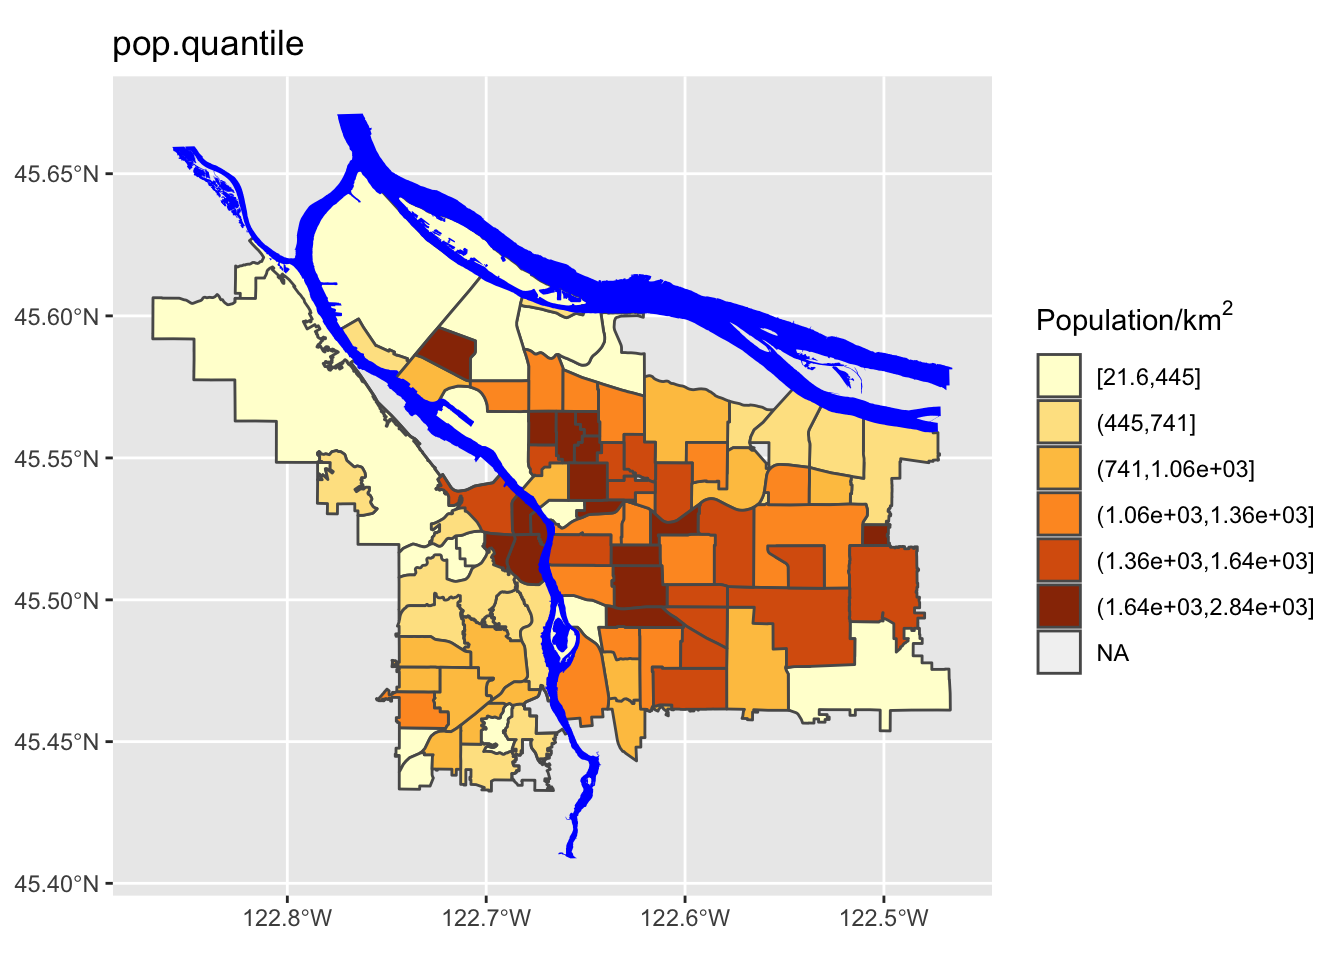 pop.quantile
45.65°N
45.60°N
45.55°N
45.50°N
45.45°N
45.40°N
122.8°W
122.7°W
122.6°W
122.5°W
Population/km²
[21.6,445]
(445,741]
(741,1.06e+03]
(1.06e+03,1.36e+03]
(1.36e+03,1.64e+03]
(1.64e+03,2.84e+03]
NA